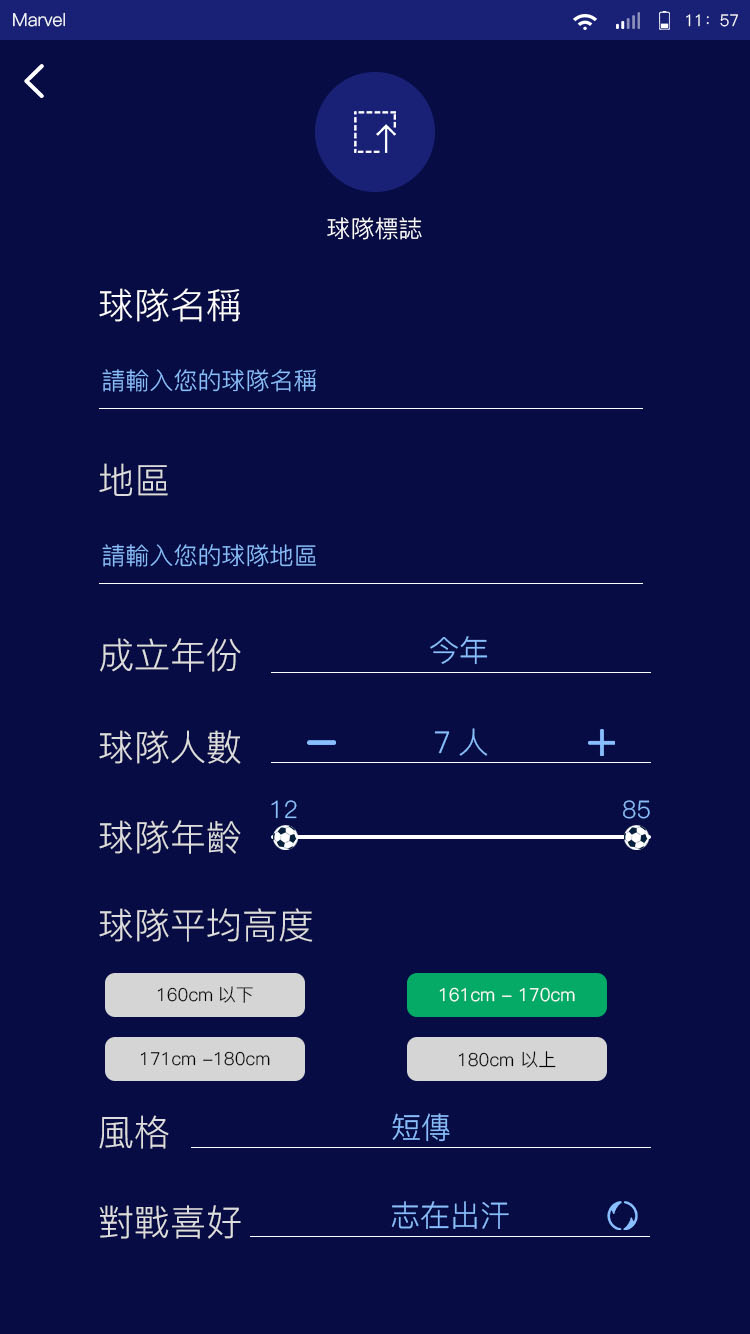 Marvel 11: 57
球隊標誌
球隊名稱
請輸入您的球隊名稱
地區
請輸入您的球隊地區
成立年份 今年
球隊人數 7 人
12 85
球隊年齡
球隊平均高度
160cm 以下 161cm - 170cm
171cm -180cm 180cm 以上
風格 短傳
對戰喜好 志在出汗